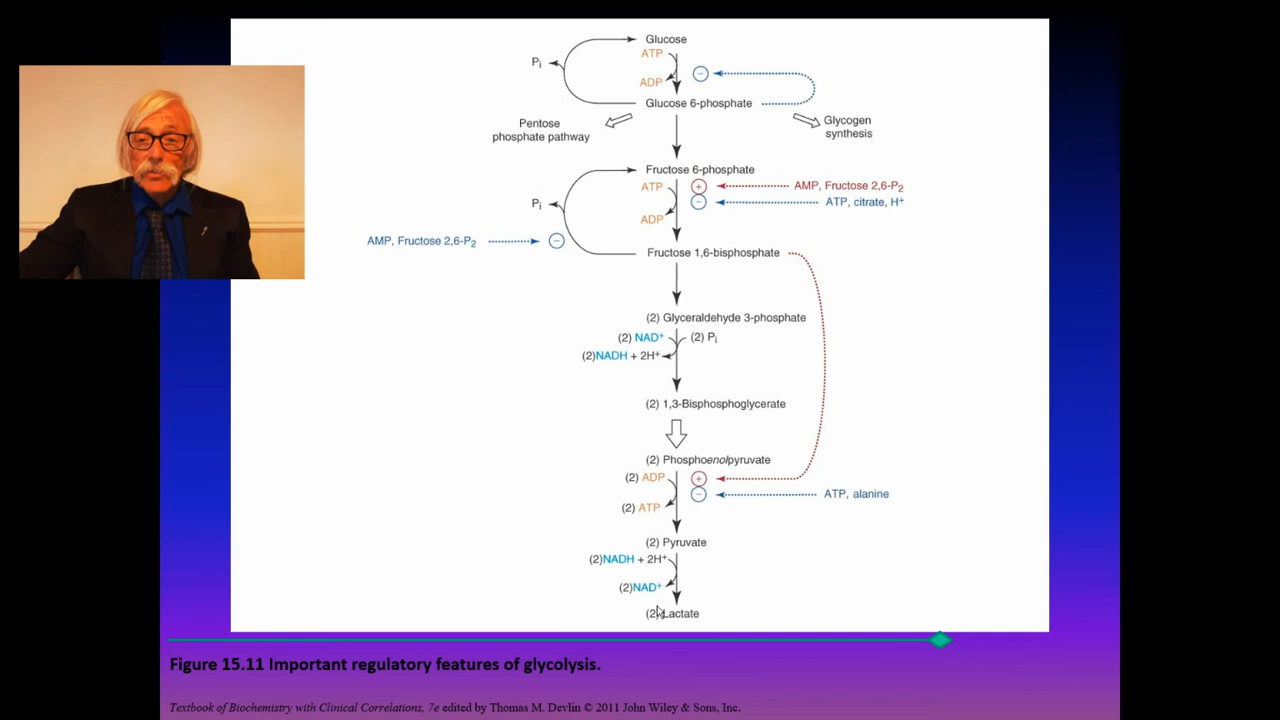 Glucose
ATP
Pi
−
ADP
Glucose 6-phosphate
Pentose
phosphate pathway
Glycogen
synthesis
Fructose 6-phosphate
ATP
+
AMP, Fructose 2,6-P2
−
ATP, citrate, H+
Pi
ADP
AMP, Fructose 2,6-P2
−
Fructose 1,6-bisphosphate
(2) Glyceraldehyde 3-phosphate
(2) NAD+
(2) Pi
(2)NADH + 2H+
(2) 1,3-Bisphosphoglycerate
(2) Phosphoenolpyruvate
(2) ADP
+
−
ATP, alanine
(2) ATP
(2) Pyruvate
(2)NADH + 2H+
(2)NAD+
(2) Lactate
Figure 15.11 Important regulatory features of glycolysis.
Textbook of Biochemistry with Clinical Correlations, 7e edited by Thomas M. Devlin © 2011 John Wiley & Sons, Inc.